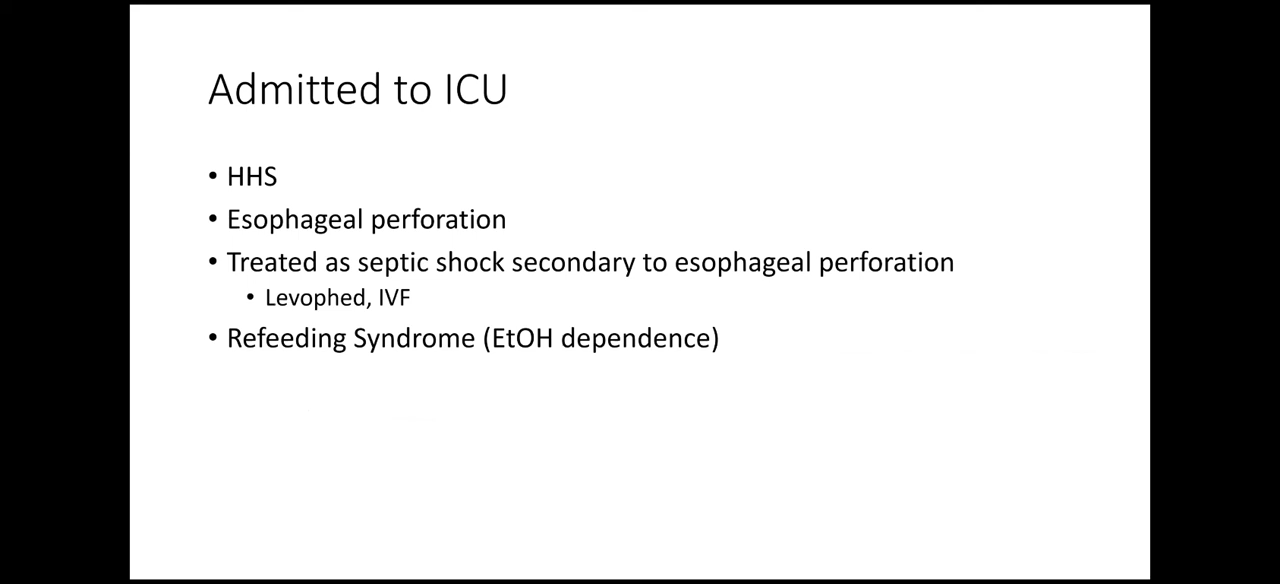 Admitted to ICU
• HHS
• Esophageal perforation
• Treated as septic shock secondary to esophageal perforation
• Levophed, IVF
• Refeeding Syndrome (EtOH dependence)